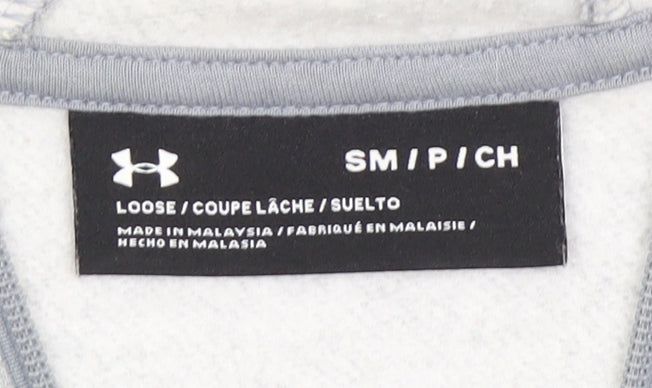 SM / P / CH
LOOSE / COUPE LÂCHE / SUELTO
MADE IN MALAYSIA / FABRIQUÉ EN MALAISIE /
HECHO EN MALASIA